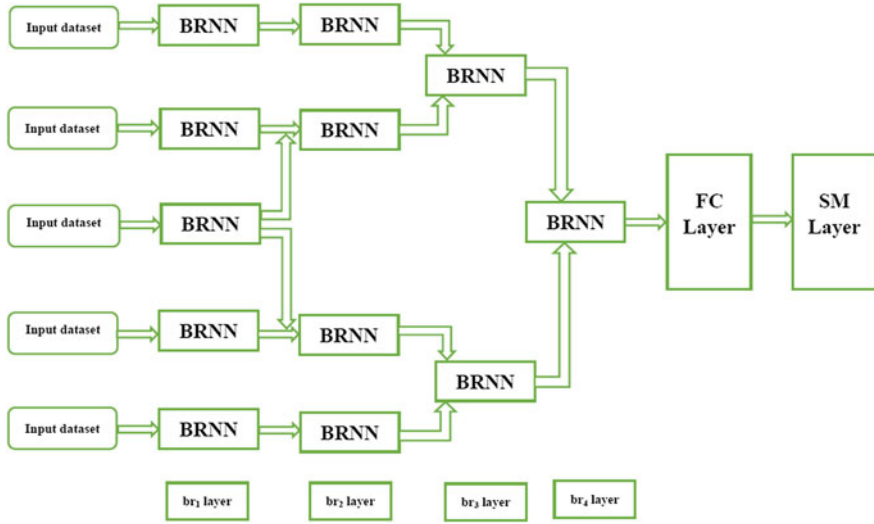 Input dataset
BRNN
BRNN
BRNN
Input dataset
BRNN
BRNN
Input dataset
BRNN
BRNN
FC
Layer
SM
Layer
Input dataset
BRNN
BRNN
BRNN
Input dataset
BRNN
BRNN
br₁ layer
br₂ layer
br₃ layer
br₄ layer